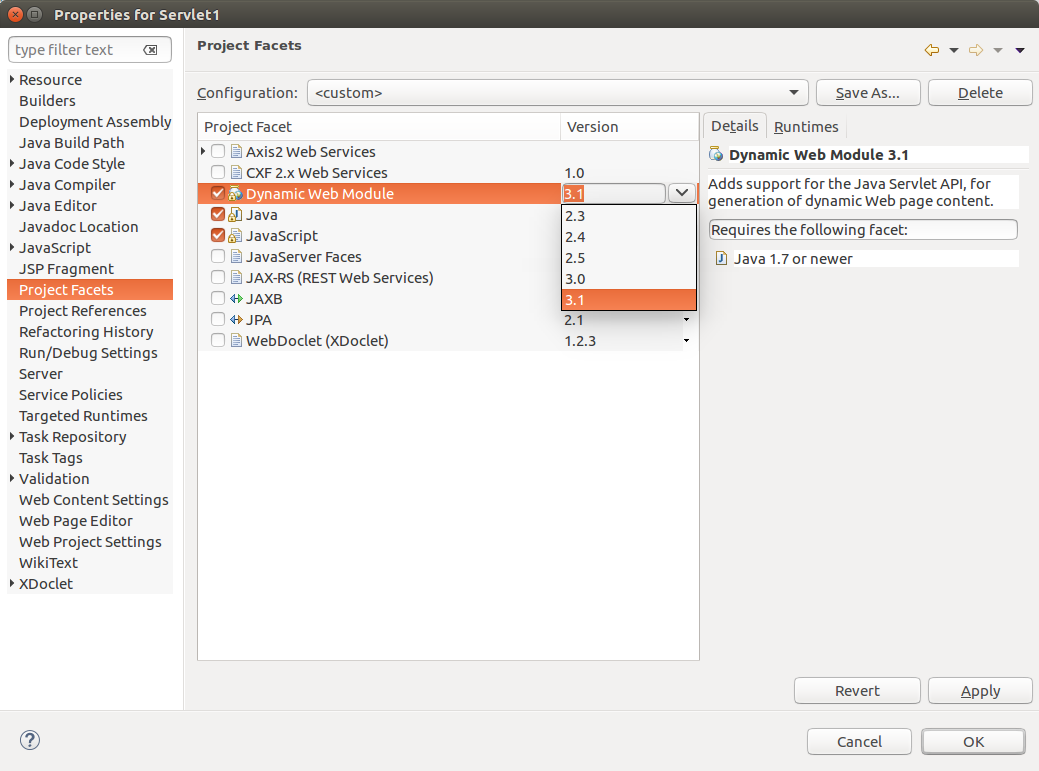 Properties for Servlet1
type filter text
Resource
Builders
Deployment Assembly
Java Build Path
Java Code Style
Java Compiler
Java Editor
Javadoc Location
JavaScript
JSP Fragment
Project Facets
Project References
Refactoring History
Run/Debug Settings
Server
Service Policies
Targeted Runtimes
Task Repository
Task Tags
Validation
Web Content Settings
Web Page Editor
Web Project Settings
WikiText
XDoclet
Project Facets
Configuration: <custom> Save As... Delete
Project Facet Version
Axis2 Web Services
CXF 2.x Web Services 1.0
Dynamic Web Module 3.1
Java
JavaScript
JavaServer Faces
JAX-RS (REST Web Services)
JAXB
JPA 2.1
WebDoclet (XDoclet) 1.2.3
2.3
2.4
2.5
3.0
3.1
Details Runtimes
Dynamic Web Module 3.1
Adds support for the Java Servlet API, for
generation of dynamic Web page content.
Requires the following facet:
Java 1.7 or newer
Revert Apply
? Cancel OK